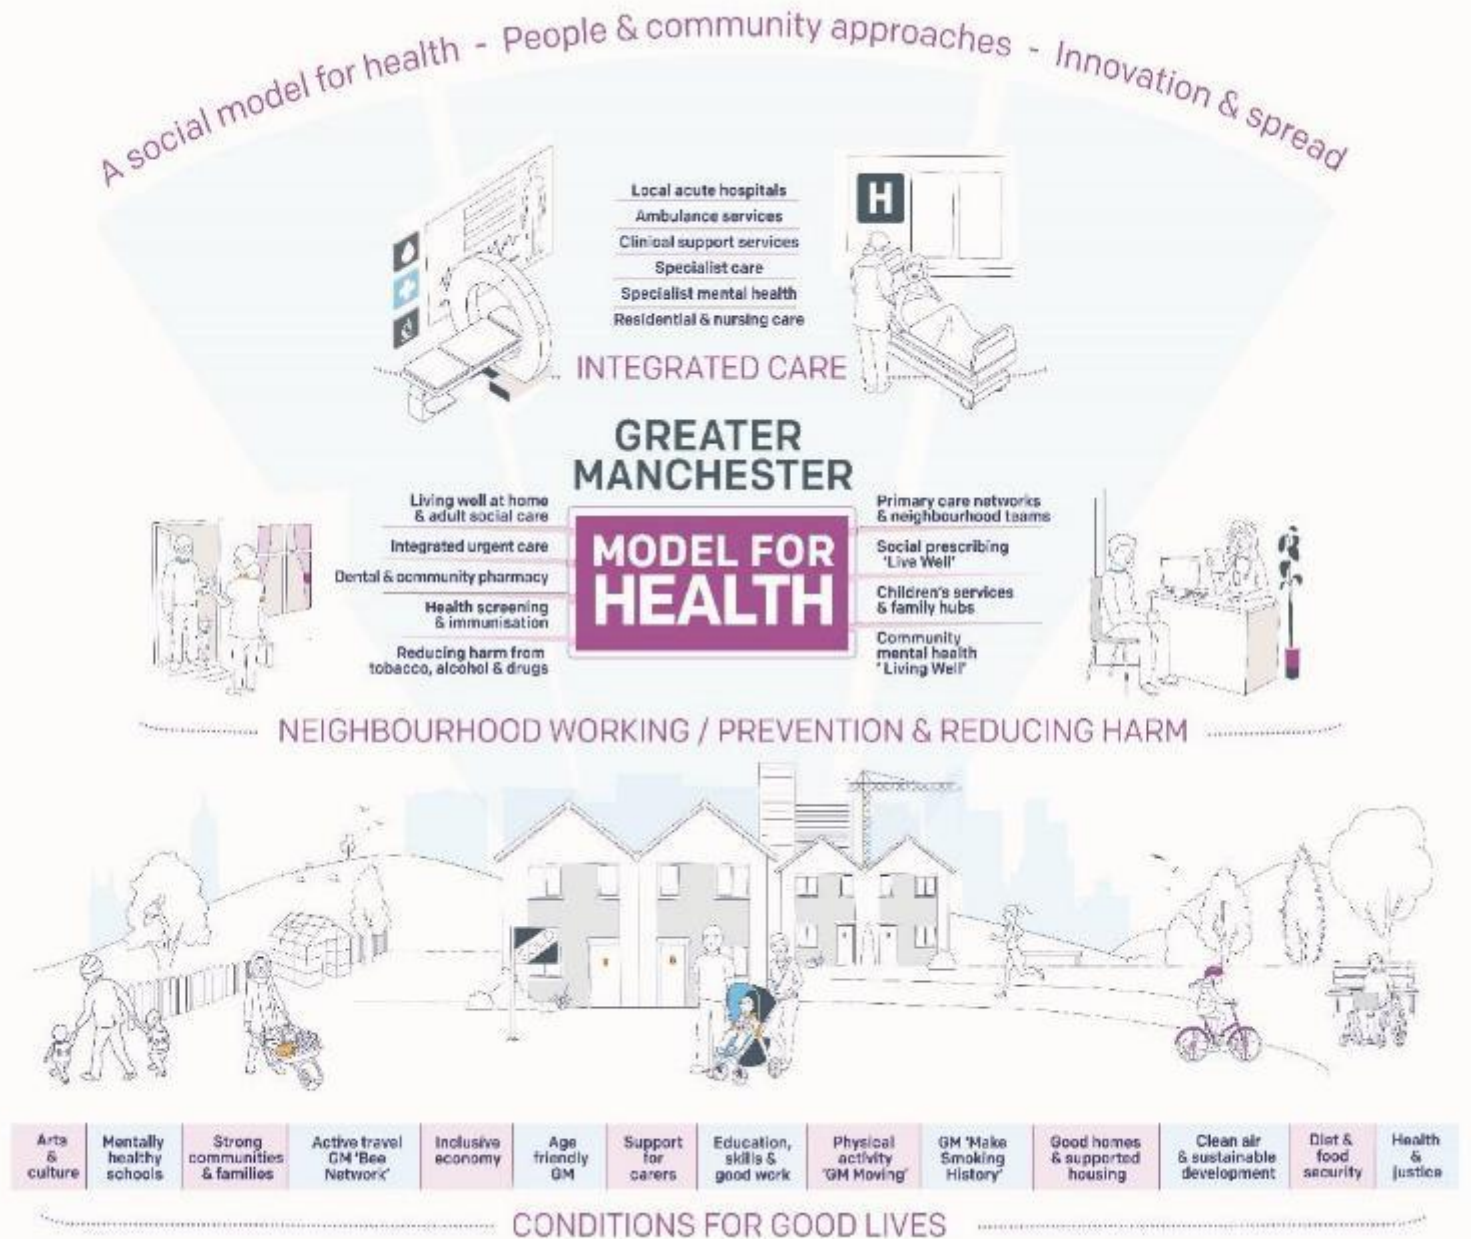 A social model for health - People & community approaches - Innovation & spread
H
Local acute hospitals
Ambulance services
Clinical support services
Specialist care
Specialist mental health
Residential & nursing care
INTEGRATED CARE
GREATER
MANCHESTER
MODEL FOR
HEALTH
Living well at home
& adult social care
Integrated urgent care
Dental & community pharmacy
Health screening
& immunisation
Reducing harm from
tobacco, alcohol & drugs
Primary care networks
& neighbourhood teams
Social prescribing
'Live Well'
Children's services
& family hubs
Community
mental health
'Living Well'
NEIGHBOURHOOD WORKING / PREVENTION & REDUCING HARM
Arts
&
culture
Mentally
healthy
schools
Strong
communities
& families
Active travel
GM 'Bee
Network'
Inclusive
economy
Age
friendly
GM
Support
for
carers
Education,
skills &
good work
Physical
activity
'GM Moving'
GM 'Make
Smoking
History'
Good homes
& supported
housing
Clean air
& sustainable
development
Diet &
food
security
Health
&
justice
CONDITIONS FOR GOOD LIVES